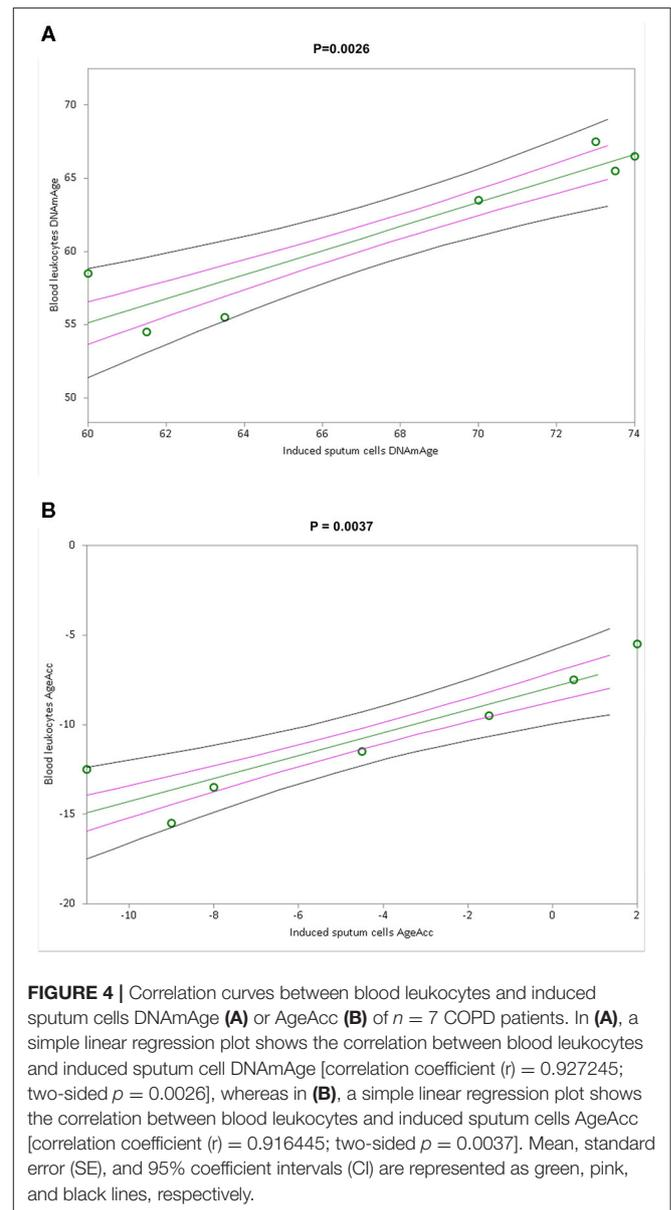 A
P=0.0026
70
65
60
55
50
Blood leukocytes DNAmAge
60 62 64 66 68 70 72 74
Induced sputum cells DNAmAge
B
P = 0.0037
0
-5
-10
-15
-20
Blood leukocytes AgeAcc
-10 -8 -6 -4 -2 0 2
Induced sputum cells AgeAcc
FIGURE 4 | Correlation curves between blood leukocytes and induced
sputum cells DNAmAge (A) or AgeAcc (B) of n = 7 COPD patients. In (A), a
simple linear regression plot shows the correlation between blood leukocytes
and induced sputum cell DNAmAge [correlation coefficient (r) = 0.927245;
two-sided p = 0.0026], whereas in (B), a simple linear regression plot shows
the correlation between blood leukocytes and induced sputum cells AgeAcc
[correlation coefficient (r) = 0.916445; two-sided p = 0.0037]. Mean, standard
error (SE), and 95% coefficient intervals (CI) are represented as green, pink,
and black lines, respectively.